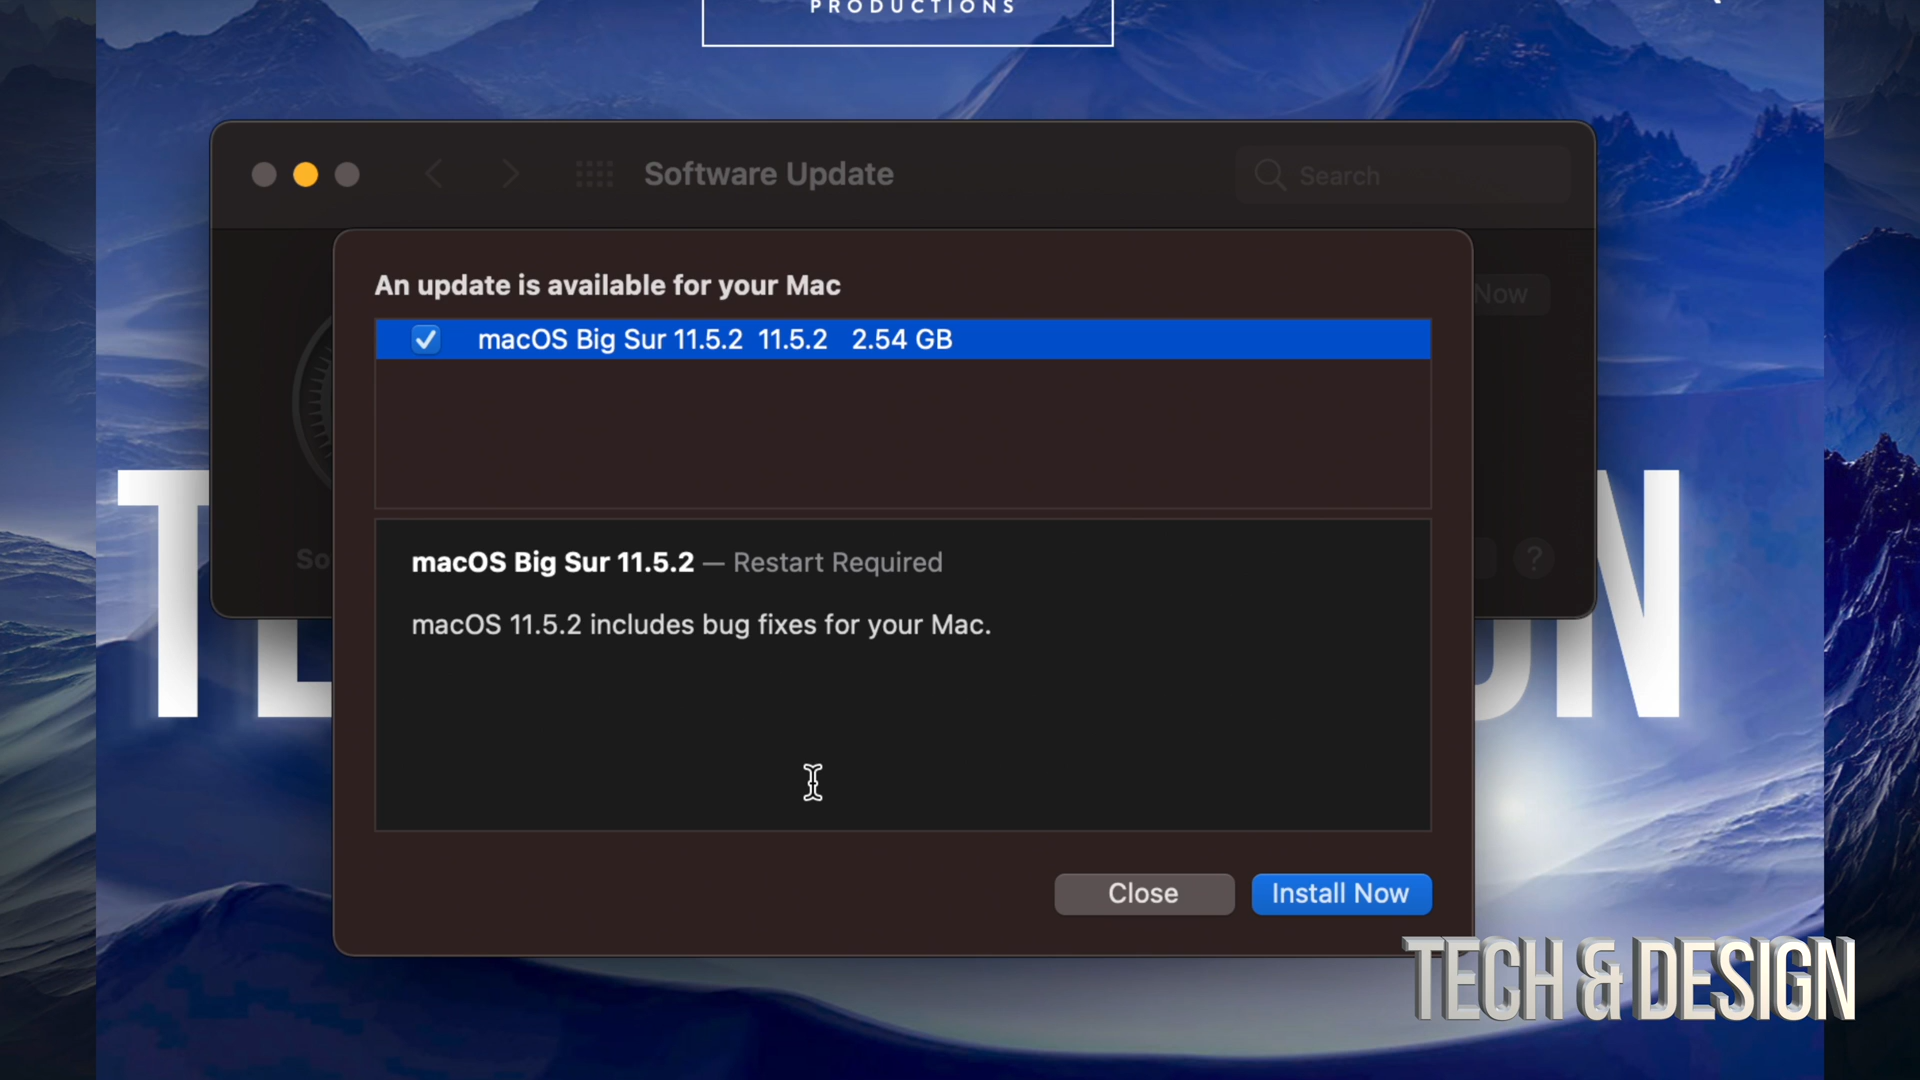 PRODUCTIONS
Software Update
Search
An update is available for your Mac
Now
macOS Big Sur 11.5.2 11.5.2 2.54 GB
macOS Big Sur 11.5.2 — Restart Required
So
?
macOS 11.5.2 includes bug fixes for your Mac.
Close
Install Now
TECH & DESIGN